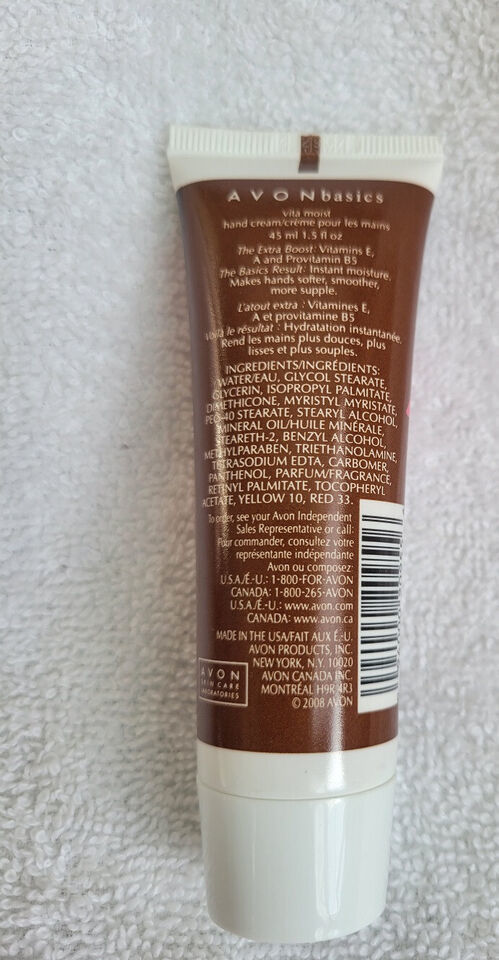 AVON basics
vita moist
hand cream/crème pour les mains
45 ml 1.5 fl oz
The Extra Boost: Vitamins E,
A and Provitamin B5
The Basics Result: Instant moisture.
Makes hands softer, smoother,
more supple.
L'atout extra : Vitamines E,
A et provitamine B5
Voilà le résultat : Hydratation instantanée.
Rend les mains plus douces, plus
lisses et plus souples.
INGREDIENTS/INGRÉDIENTS:
WATER/EAU, GLYCOL STEARATE,
GLYCERIN, ISOPROPYL PALMITATE,
DIMETHICONE, MYRISTYL MYRISTATE,
PEG-40 STEARATE, STEARYL ALCOHOL,
MINERAL OIL/HUILE MINÉRALE,
STEARETH-2, BENZYL ALCOHOL,
METHYLPARABEN, TRIETHANOLAMINE,
TETRASODIUM EDTA, CARBOMER,
PANTHENOL, PARFUM/FRAGRANCE,
RETINYL PALMITATE, TOCOPHERYL
ACETATE, YELLOW 10, RED 33.
To order, see your Avon Independent
Sales Representative or call:
Pour commander, consultez votre
représentante indépendante
Avon ou composez:
U.S.A./É.-U.: 1-800-FOR-AVON
CANADA: 1-800-265-AVON
U.S.A./É.-U.: www.avon.com
CANADA: www.avon.ca
MADE IN THE USA/FAIT AUX É.-U.
AVON PRODUCTS, INC.
NEW YORK, N.Y. 10020
AVON CANADA INC.
MONTRÉAL H9R 4R3
© 2008 AVON
AVON
SKIN CARE
LABORATORIES